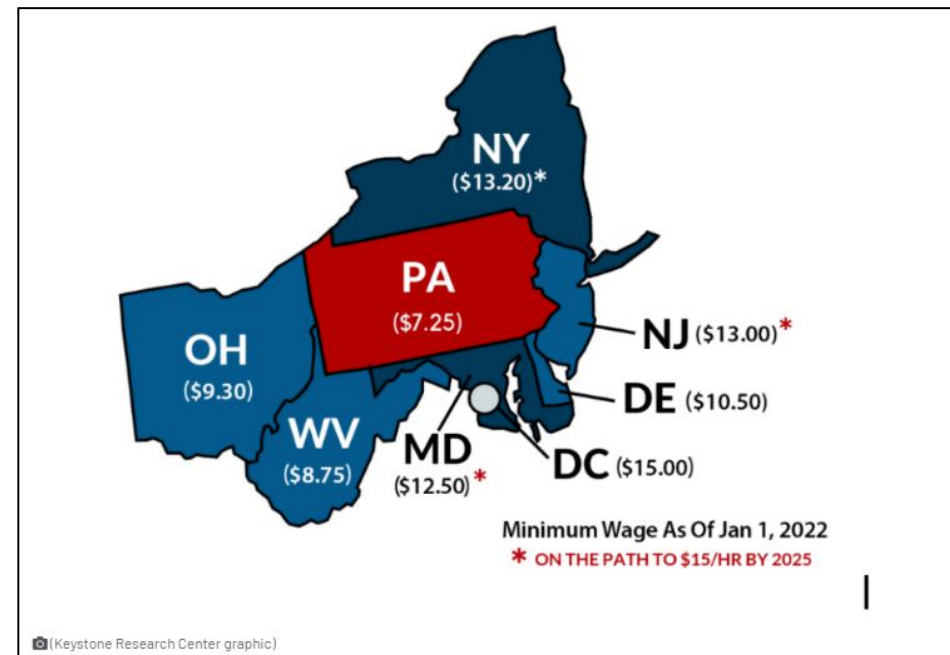 NY
($13.20)*
PA
($7.25)
NJ ($13.00)*
OH
($9.30)
DE ($10.50)
WV
($8.75)
MD
($12.50)*
DC ($15.00)
Minimum Wage As Of Jan 1, 2022
* ON THE PATH TO $15/HR BY 2025
(Keystone Research Center graphic)